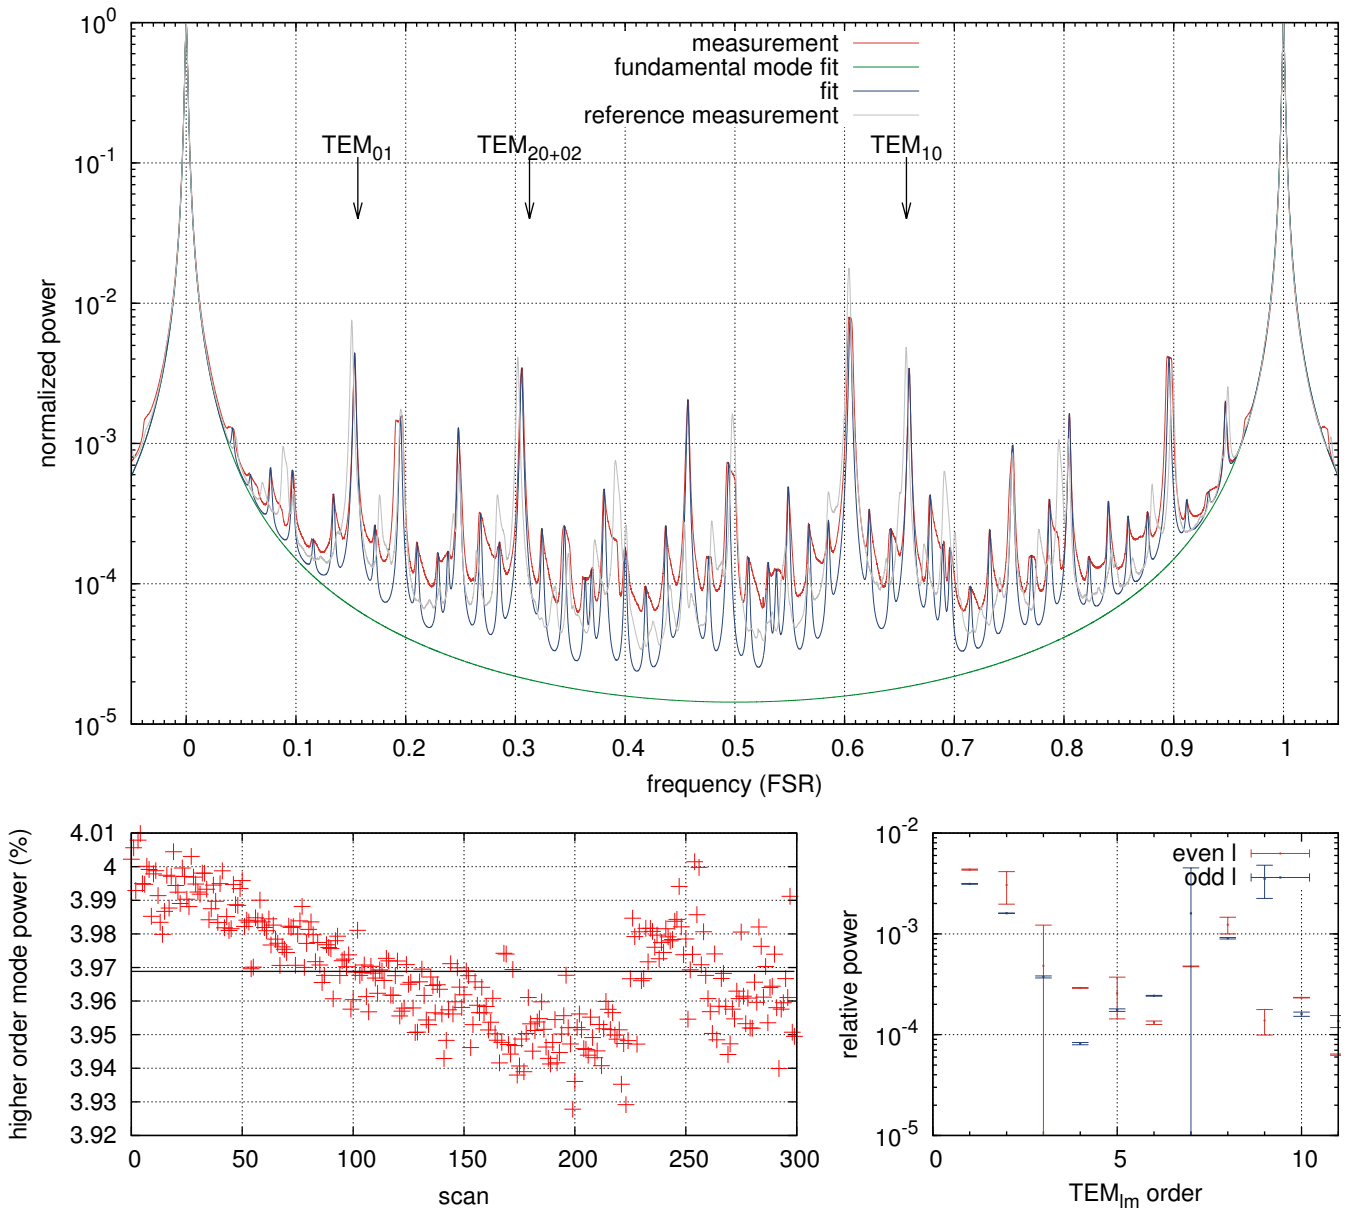 measurement
fundamental mode fit
fit
reference measurement
TEM01
TEM20+02
TEM10
normalized power
10^0
10^-1
10^-2
10^-3
10^-4
10^-5
0 0.1 0.2 0.3 0.4 0.5 0.6 0.7 0.8 0.9 1
frequency (FSR)
higher order mode power (%)
4.01
4
3.99
3.98
3.97
3.96
3.95
3.94
3.93
3.92
0 50 100 150 200 250 300
scan
relative power
10^-2
10^-3
10^-4
10^-5
even l
odd l
0 5 10
TEMlm order